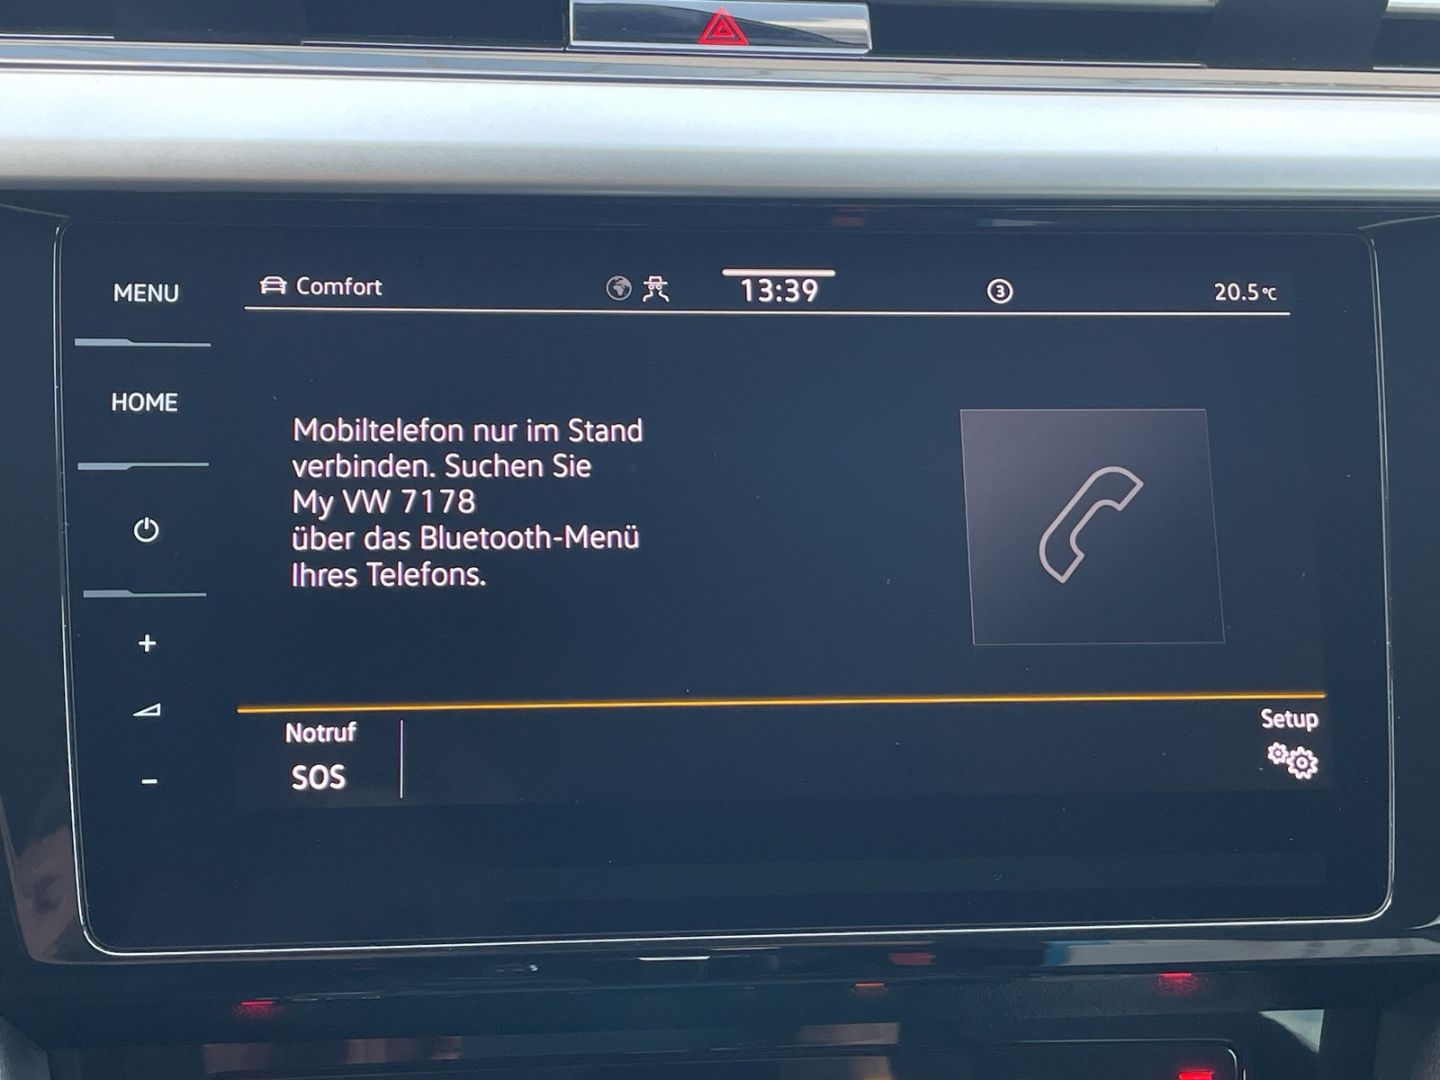 MENU
HOME
Comfort
13:39
3
20.5°C
Mobiltelefon nur im Stand
verbinden. Suchen Sie
My VW 7178
über das Bluetooth-Menü
Ihres Telefons.
+
-
Notruf
SOS
Setup